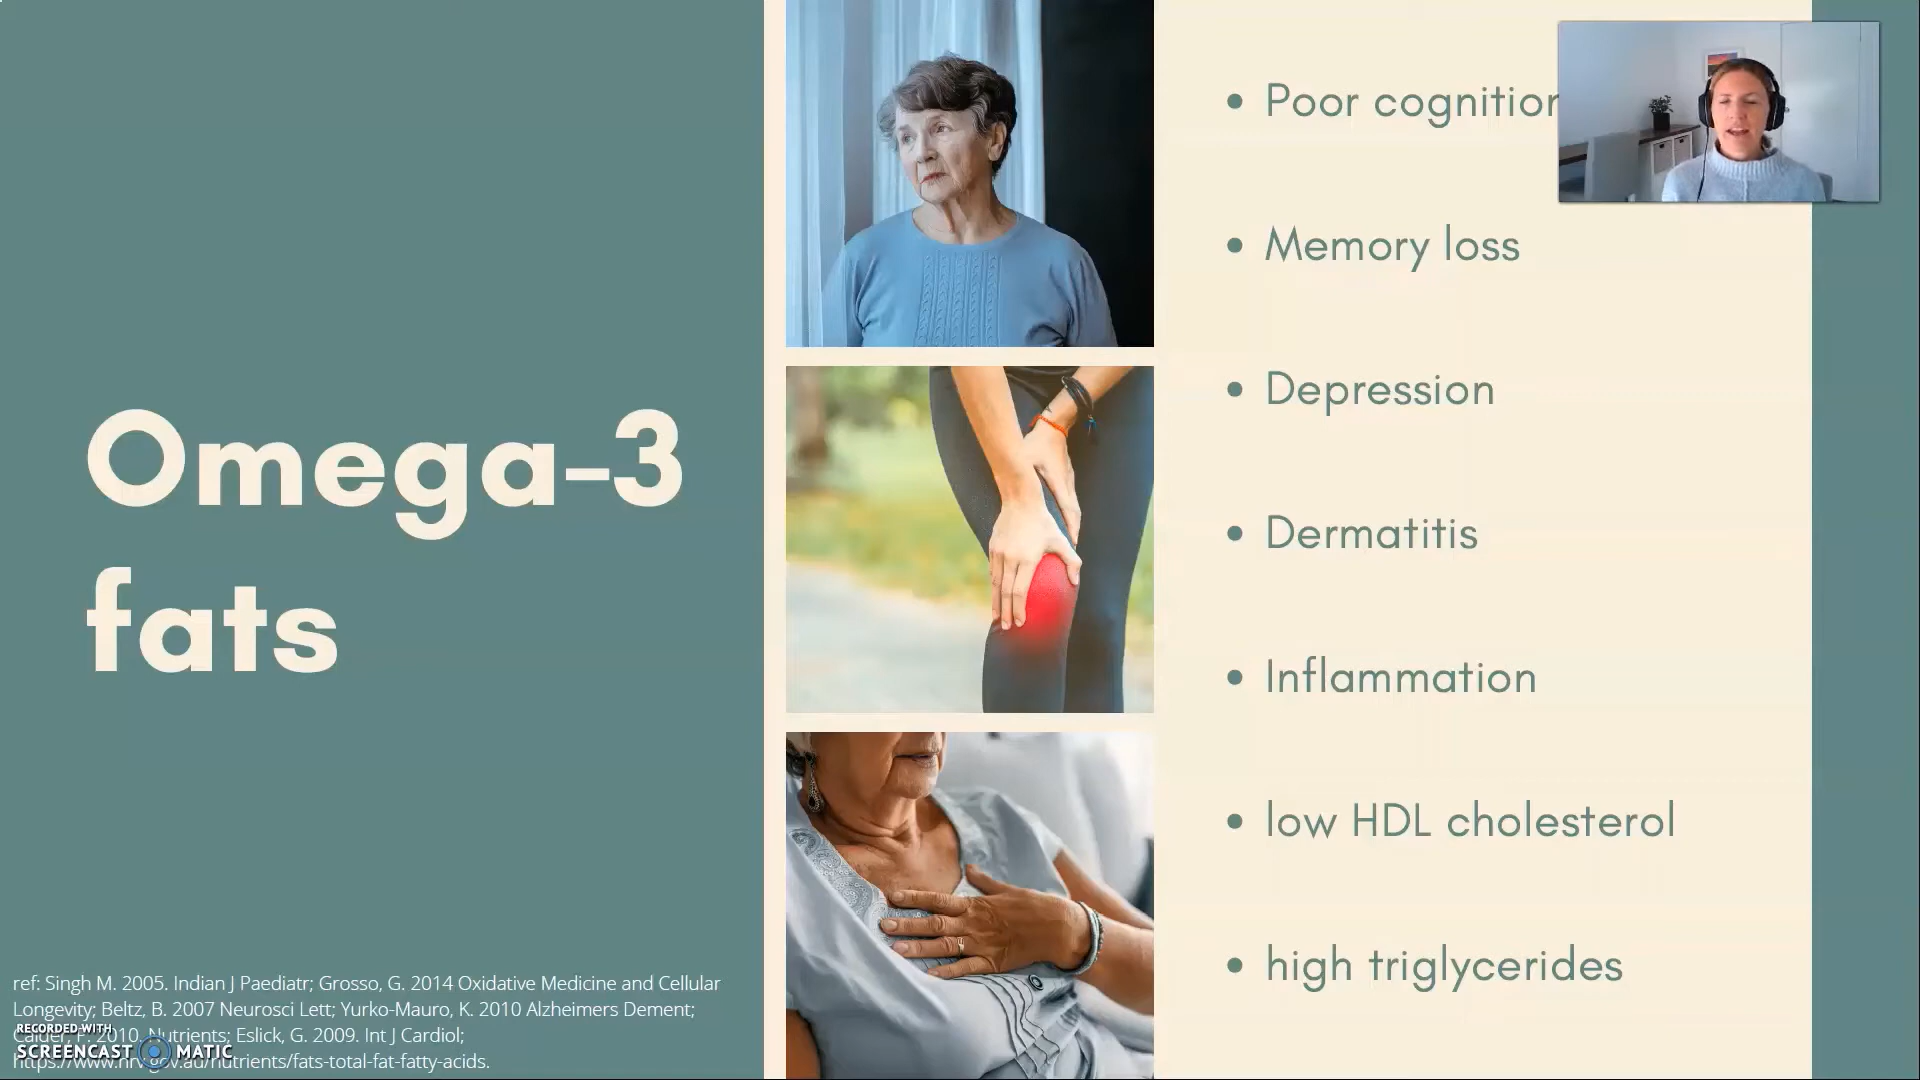 Omega-3
fats
• Poor cognition
• Memory loss
• Depression
• Dermatitis
• Inflammation
• low HDL cholesterol
• high triglycerides
ref: Singh M. 2005. Indian J Paediatr; Grosso, G. 2014 Oxidative Medicine and Cellular
Longevity; Beltz, B. 2007 Neurosci Lett; Yurko-Mauro, K. 2010 Alzheimers Dement;
Calder, P. 2010. Nutrients; Eslick, G. 2009. Int J Cardiol;
https://www.nrv.gov.au/nutrients/fats-total-fat-fatty-acids.
RECORDED WITH
SCREENCAST MATIC